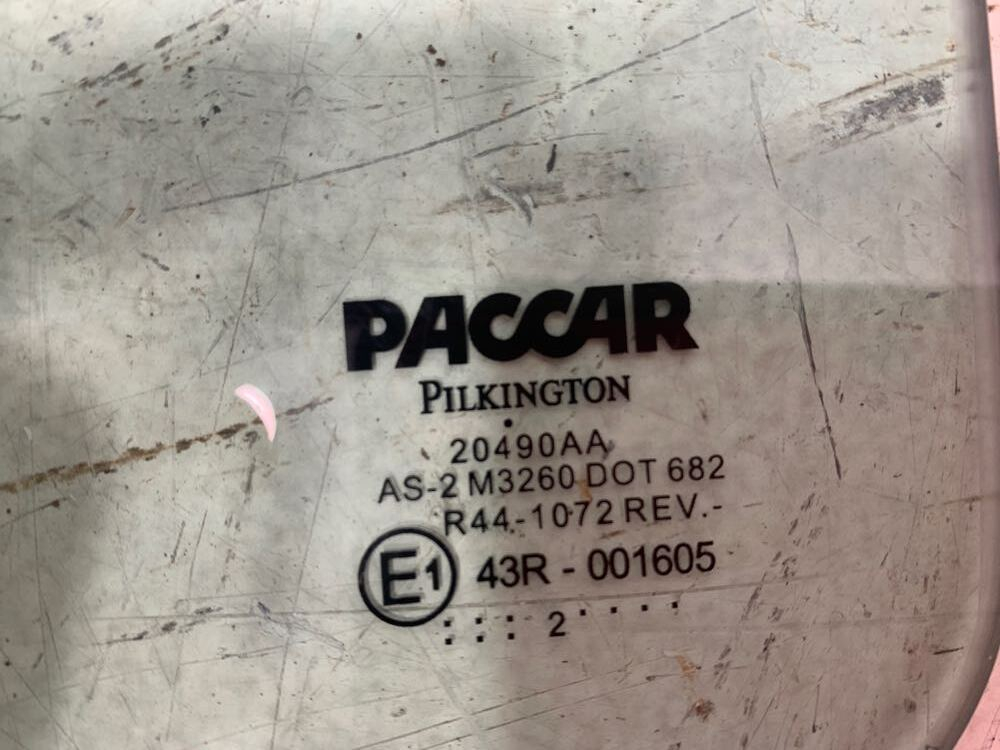 PACCAR
PILKINGTON
20490AA
AS-2 M3260 DOT 682
R44-1072 REV.-
E1 43R - 001605
: : : 2 . . . .